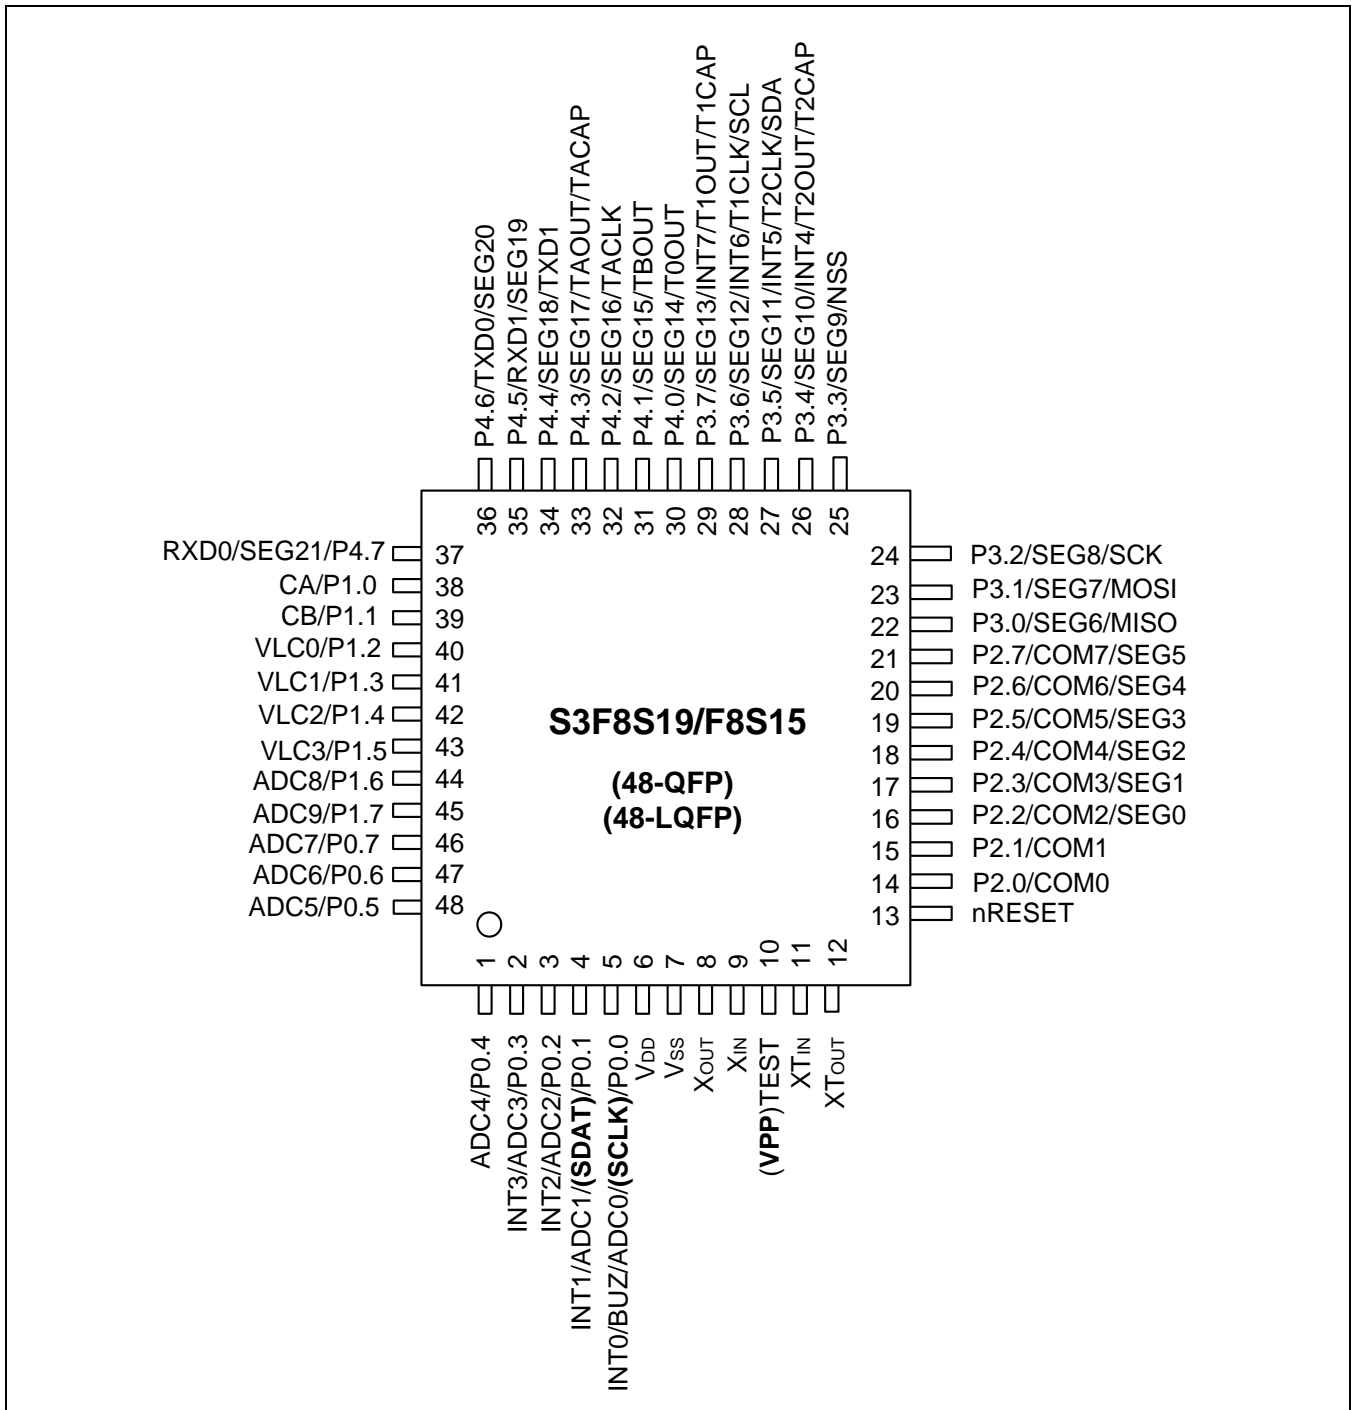 P4.6/TXD0/SEG20
P4.5/RXD1/SEG19
P4.4/SEG18/TXD1
P4.3/SEG17/TAOUT/TACAP
P4.2/SEG16/TACLK
P4.1/SEG15/TBOUT
P4.0/SEG14/T0OUT
P3.7/SEG13/INT7/T1OUT/T1CAP
P3.6/SEG12/INT6/T1CLK/SCL
P3.5/SEG11/INT5/T2CLK/SDA
P3.4/SEG10/INT4/T2OUT/T2CAP
P3.3/SEG9/NSS
36 35 34 33 32 31 30 29 28 27 26 25
RXD0/SEG21/P4.7 37
CA/P1.0 38
CB/P1.1 39
VLC0/P1.2 40
VLC1/P1.3 41
VLC2/P1.4 42
VLC3/P1.5 43
ADC8/P1.6 44
ADC9/P1.7 45
ADC7/P0.7 46
ADC6/P0.6 47
ADC5/P0.5 48
S3F8S19/F8S15
(48-QFP)
(48-LQFP)
24 P3.2/SEG8/SCK
23 P3.1/SEG7/MOSI
22 P3.0/SEG6/MISO
21 P2.7/COM7/SEG5
20 P2.6/COM6/SEG4
19 P2.5/COM5/SEG3
18 P2.4/COM4/SEG2
17 P2.3/COM3/SEG1
16 P2.2/COM2/SEG0
15 P2.1/COM1
14 P2.0/COM0
13 nRESET
1 2 3 4 5 6 7 8 9 10 11 12
ADC4/P0.4
INT3/ADC3/P0.3
INT2/ADC2/P0.2
INT1/ADC1/(SDAT)/P0.1
INT0/BUZ/ADC0/(SCLK)/P0.0
VDD
VSS
XOUT
XIN
(VPP)TEST
XTIN
XTOUT